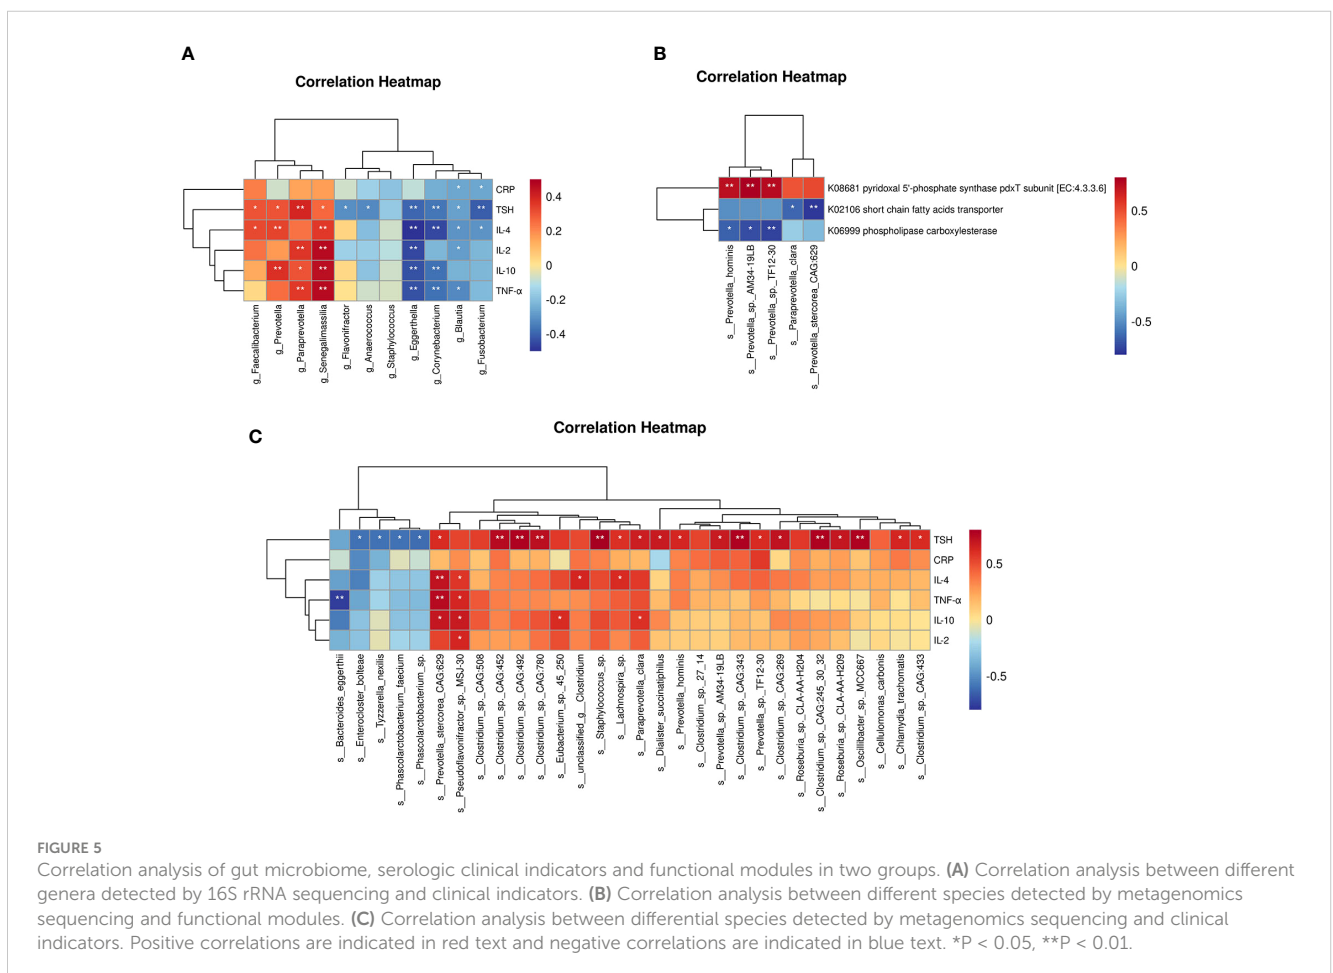 A
Correlation Heatmap
CRP
TSH
IL-4
IL-2
IL-10
TNF-α
0.4
0.2
0
-0.2
-0.4
g_Faecalibacterium
g_Prevotella
g_Paraprevotella
g_Senegalimassilia
g_Flavonifractor
g_Anaerococcus
g_Staphylococcus
g_Eggerthella
g_Corynebacterium
g_Blautia
g_Fusobacterium
B
Correlation Heatmap
K08681 pyridoxal 5'-phosphate synthase pdxT subunit [EC:4.3.3.6]
K02106 short chain fatty acids transporter
K06999 phospolipase carboxylesterase
0.5
0
-0.5
s__Prevotella_hominis
s__Prevotella_sp._AM34-19LB
s__Prevotella_sp._TF12-30
s__Paraprevotella_clara
s__Prevotella_stercorea_CAG:629
C
Correlation Heatmap
TSH
CRP
IL-4
TNF-α
IL-10
IL-2
0.5
0
-0.5
s__Bacteroides_eggerthii
s__Enterocloster_bolteae
s__Tyzzerella_nexilis
s__Phascolarctobacterium_faecium
s__Phascolarctobacterium_sp.
s__Prevotella_stercorea_CAG:629
s__Pseudoflavonifractor_sp._MSJ-30
s__Clostridium_sp._CAG:508
s__Clostridium_sp._CAG:452
s__Clostridium_sp._CAG:492
s__Clostridium_sp._CAG:780
s__Eubacterium_sp._45_250
s__unclassified_g__Clostridium
s__Staphylococcus_sp.
s__Lachnospira_sp.
s__Paraprevotella_clara
s__Dialister_succinatiphilus
s__Prevotella_hominis
s__Clostridium_sp._27_14
s__Prevotella_sp._AM34-19LB
s__Clostridium_sp._CAG:343
s__Prevotella_sp._TF12-30
s__Clostridium_sp._CAG:269
s__Roseburia_sp._CLA-AA-H204
s__Clostridium_sp._CAG:245_30_32
s__Roseburia_sp._CLA-AA-H209
s__Oscillibacter_sp._MCC667
s__Cellulomonas_carbonis
s__Chlamydia_trachomatis
s__Clostridium_sp._CAG:433
FIGURE 5
Correlation analysis of gut microbiome, serologic clinical indicators and functional modules in two groups. (A) Correlation analysis between different
genera detected by 16S rRNA sequencing and clinical indicators. (B) Correlation analysis between different species detected by metagenomics
sequencing and functional modules. (C) Correlation analysis between differential species detected by metagenomics sequencing and clinical
indicators. Positive correlations are indicated in red text and negative correlations are indicated in blue text. *P < 0.05, **P < 0.01.